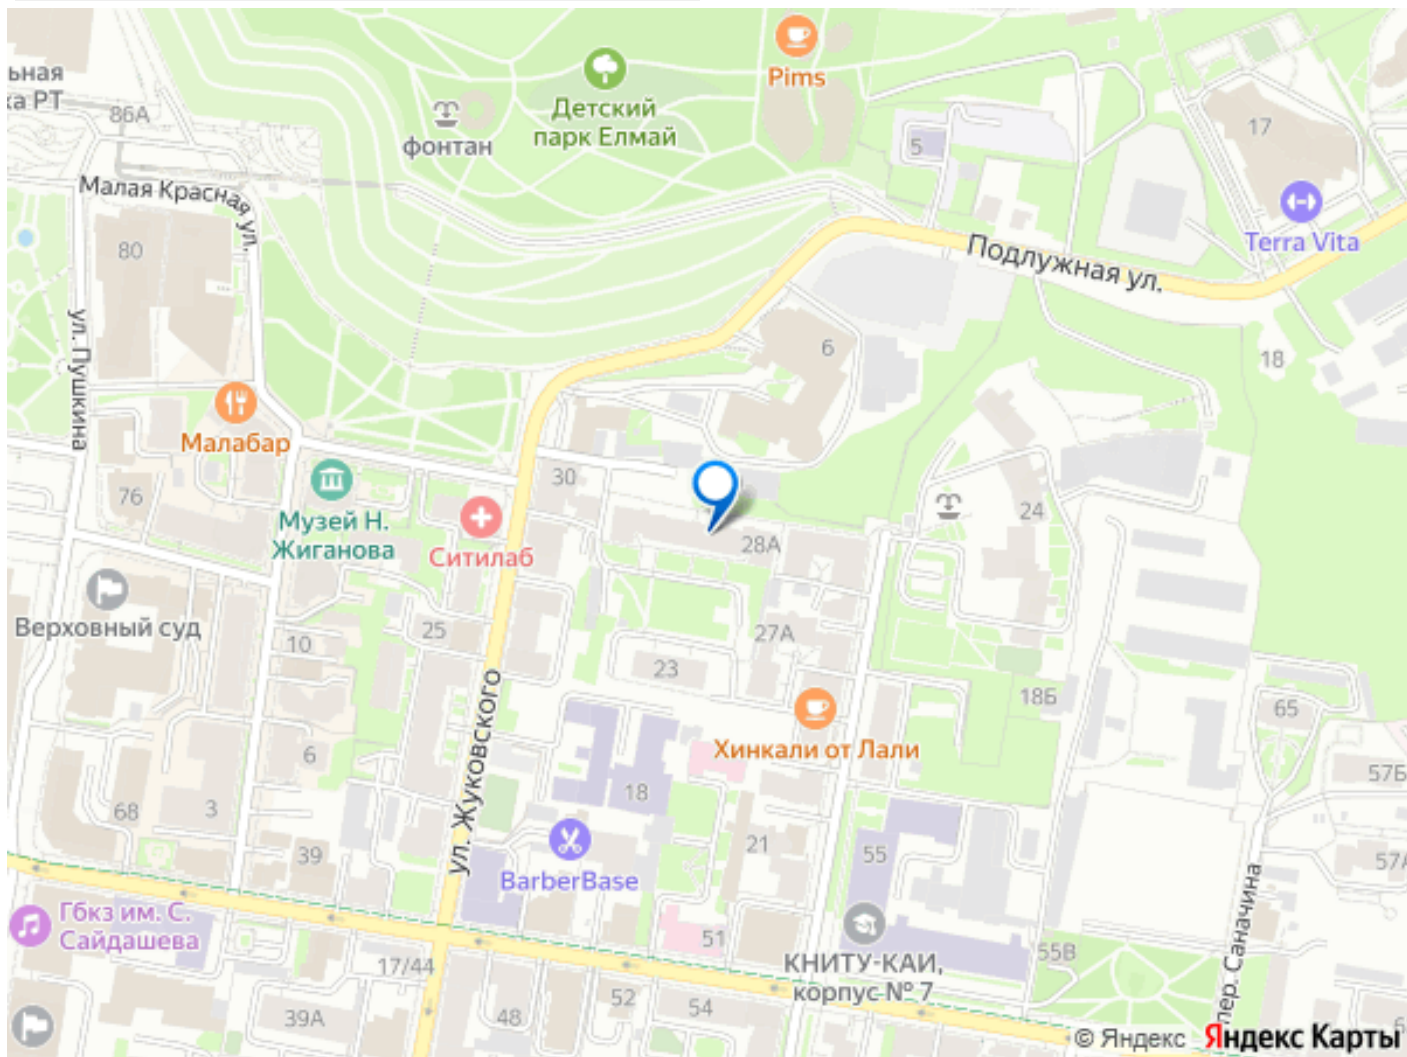 Pims
ьная
ка РТ
86А
Детский
парк Елмай
фонтан
17
5
Малая Красная ул.
Terra Vita
80
Подлужная ул.
ул. Пушкина
6
18
Малабар
76
30
Музей Н.
Жиганова
Ситилаб
28А
24
Верховный суд
10
25
27А
23
18Б
65
ул. Жуковского
Хинкали от Лали
6
57Б
18
68
3
39
21
55
57А
BarberBase
Гбкз им. С.
Сайдашева
51
пер. Саначина
55В
17/44
КНИТУ-КАИ,
корпус № 7
52
54
48
39А
© Яндекс Яндекс Карты